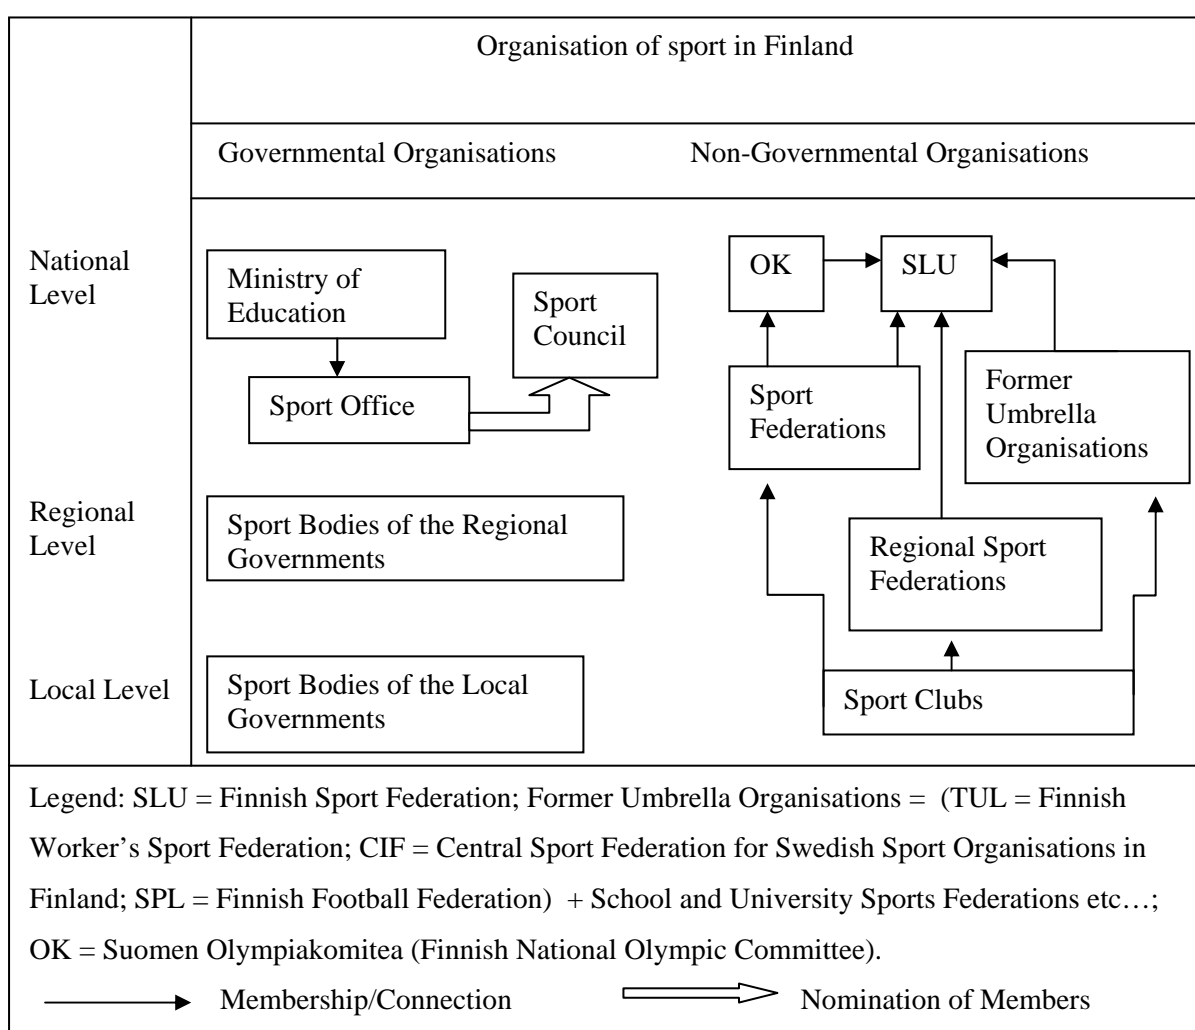 Organisation of sport in Finland
Governmental Organisations
Non-Governmental Organisations
National
Level
Ministry of
Education
Sport
Council
Sport Office
OK
SLU
Sport
Federations
Former
Umbrella
Organisations
Regional
Level
Sport Bodies of the Regional
Governments
Regional Sport
Federations
Local Level
Sport Bodies of the Local
Governments
Sport Clubs
Legend: SLU = Finnish Sport Federation; Former Umbrella Organisations = (TUL = Finnish
Worker’s Sport Federation; CIF = Central Sport Federation for Swedish Sport Organisations in
Finland; SPL = Finnish Football Federation) + School and University Sports Federations etc…;
OK = Suomen Olympiakomitea (Finnish National Olympic Committee).
Membership/Connection
Nomination of Members